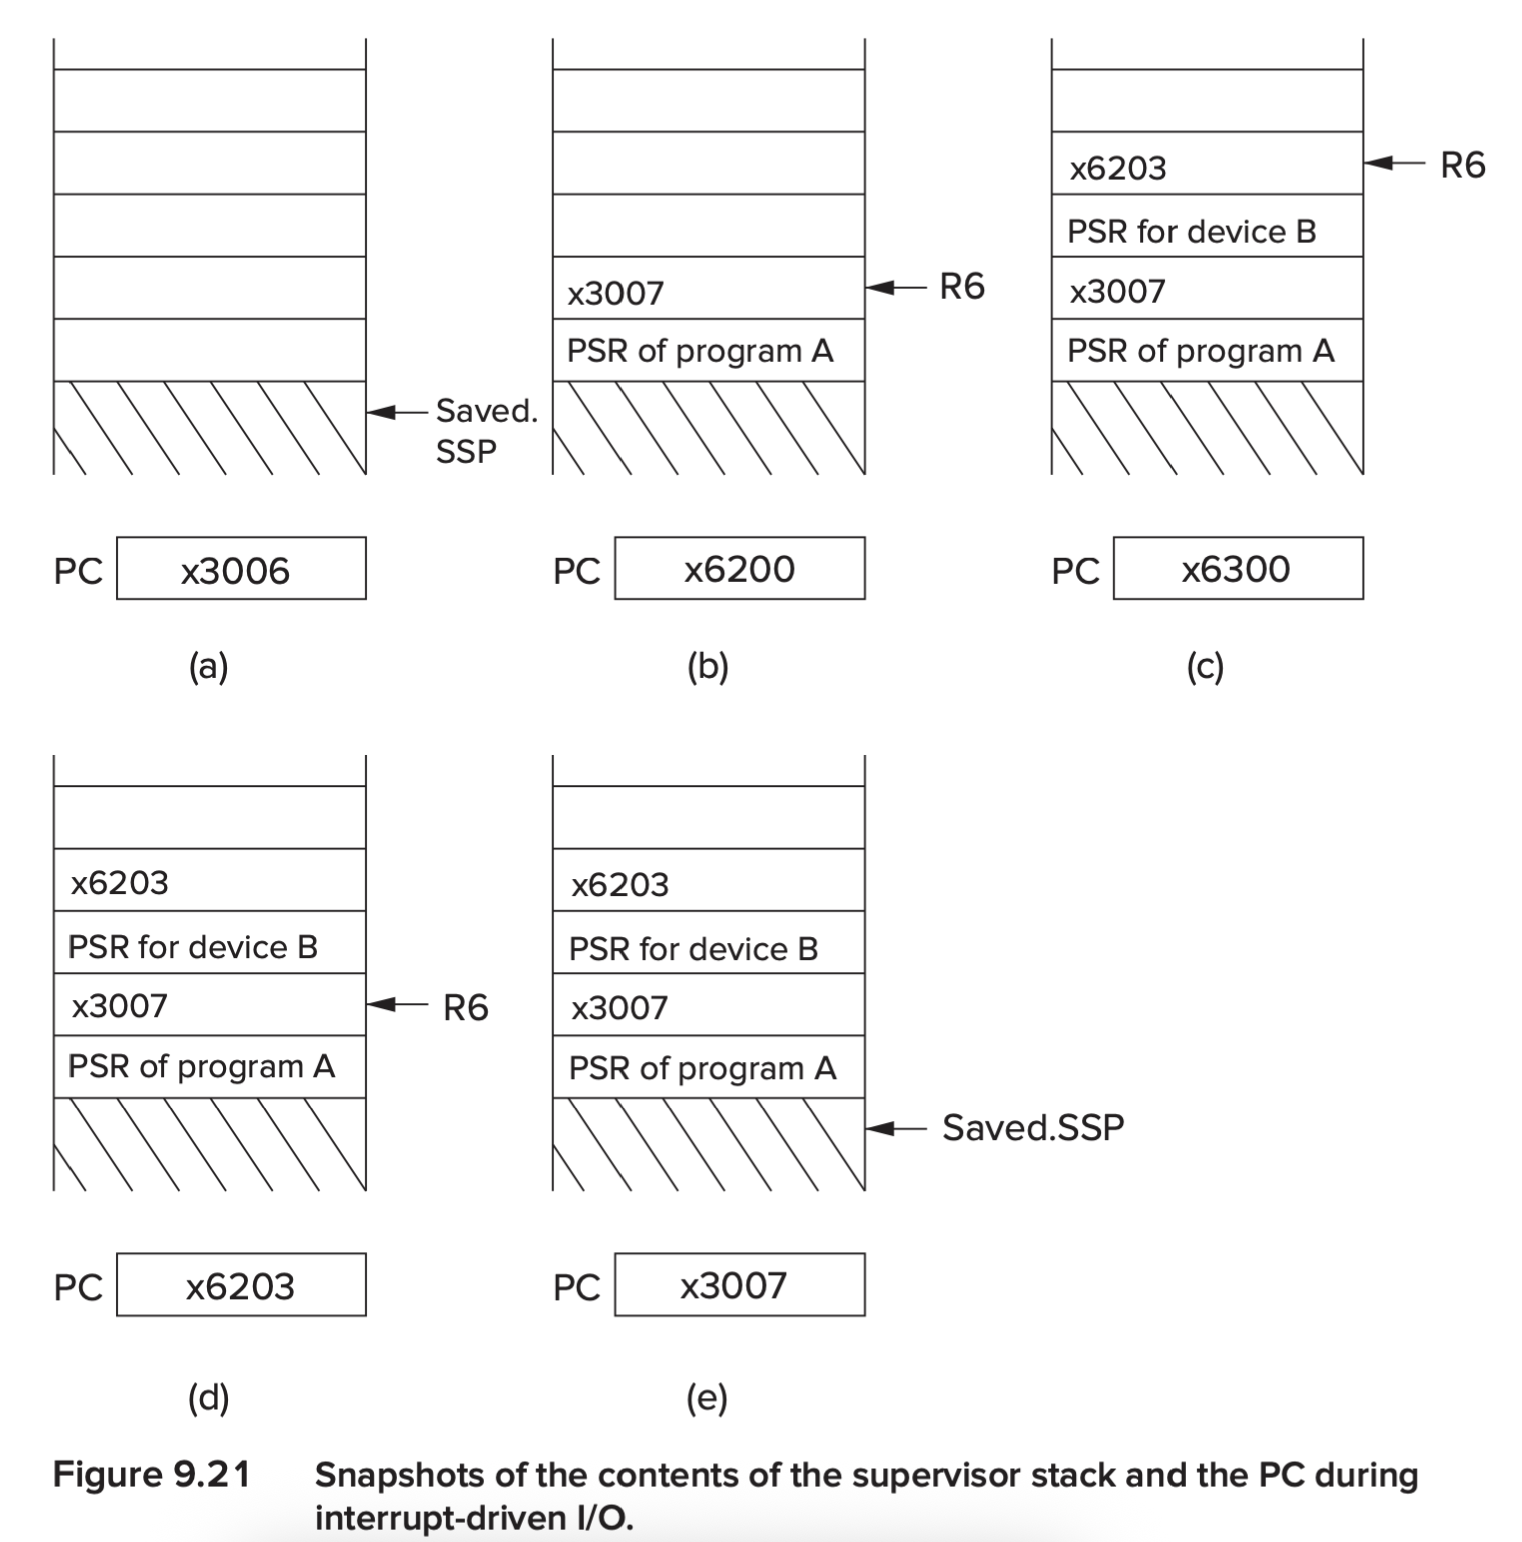 x6203
R6
PSR for device B
x3007
R6
x3007
PSR of program A
PSR of program A
Saved.
SSP
PC x3006
PC x6200
PC x6300
(a)
(b)
(c)
x6203
x6203
PSR for device B
PSR for device B
x3007
R6
x3007
PSR of program A
PSR of program A
Saved.SSP
PC x6203
PC x3007
(d)
(e)
Figure 9.21 Snapshots of the contents of the supervisor stack and the PC during
interrupt-driven I/O.